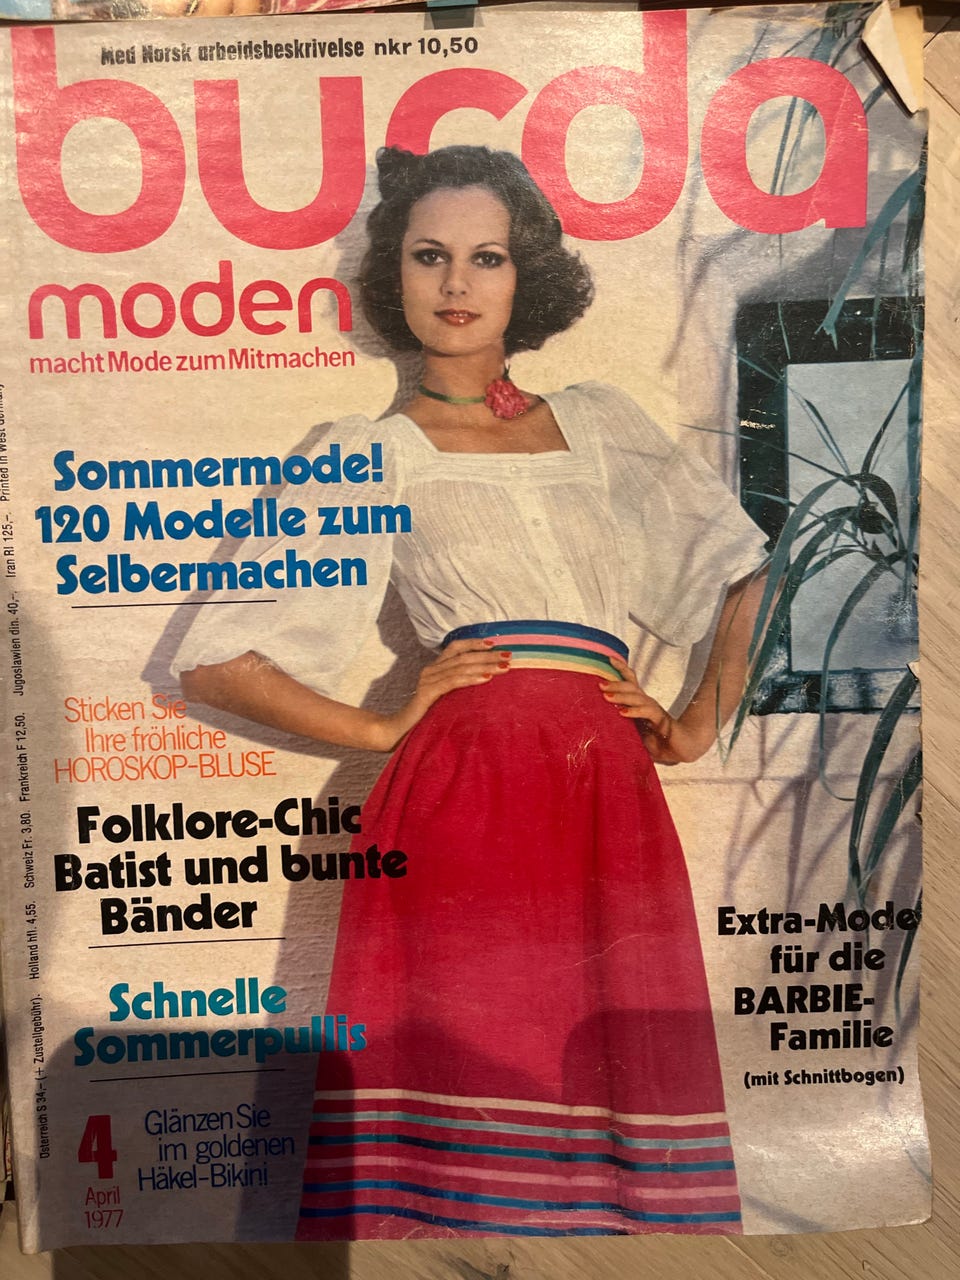 Med Norsk arbeidsbeskrivelse nkr 10,50
burda
moden
macht Mode zum Mitmachen
Sommermode!
120 Modelle zum
Selbermachen
Sticken Sie
Ihre fröhliche
HOROSKOP-BLUSE
Folklore-Chic
Batist und bunte
Bänder
Schnelle
Sommerpullis
4
April
1977
Glänzen Sie
im goldenen
Häkel-Bikini
Extra-Mode
für die
BARBIE-
Familie
(mit Schnittbogen)
Österreich S 34,– (+ Zustellgebühr). Holland hfl. 4,55. Schweiz Fr. 3,80. Frankreich F 12,50. Jugoslawien din. 40,–. Iran RI 125,–. Printed in West Germany